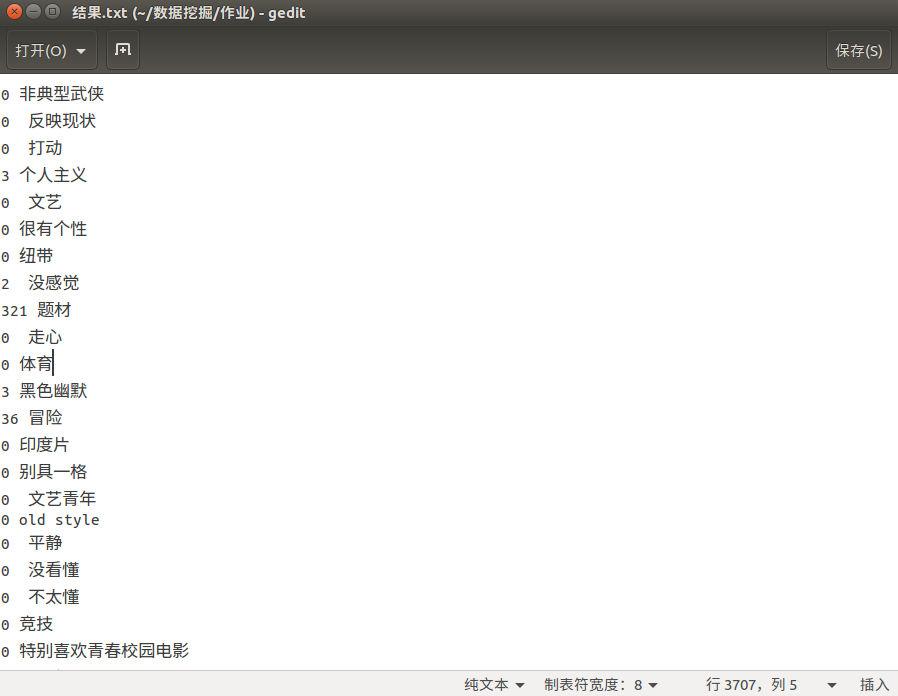 结果.txt (~/数据挖掘/作业) - gedit
打开(O)
保存(S)
0 非典型武侠
0  反映现状
0  打动
3 个人主义
0  文艺
0 很有个性
0 纽带
2  没感觉
321 题材
0  走心
0 体育
3 黑色幽默
36 冒险
0 印度片
0 别具一格
0  文艺青年
0 old style
0  平静
0  没看懂
0  不太懂
0 竞技
0 特别喜欢青春校园电影
纯文本 制表符宽度：8 行 3707，列 5 插入